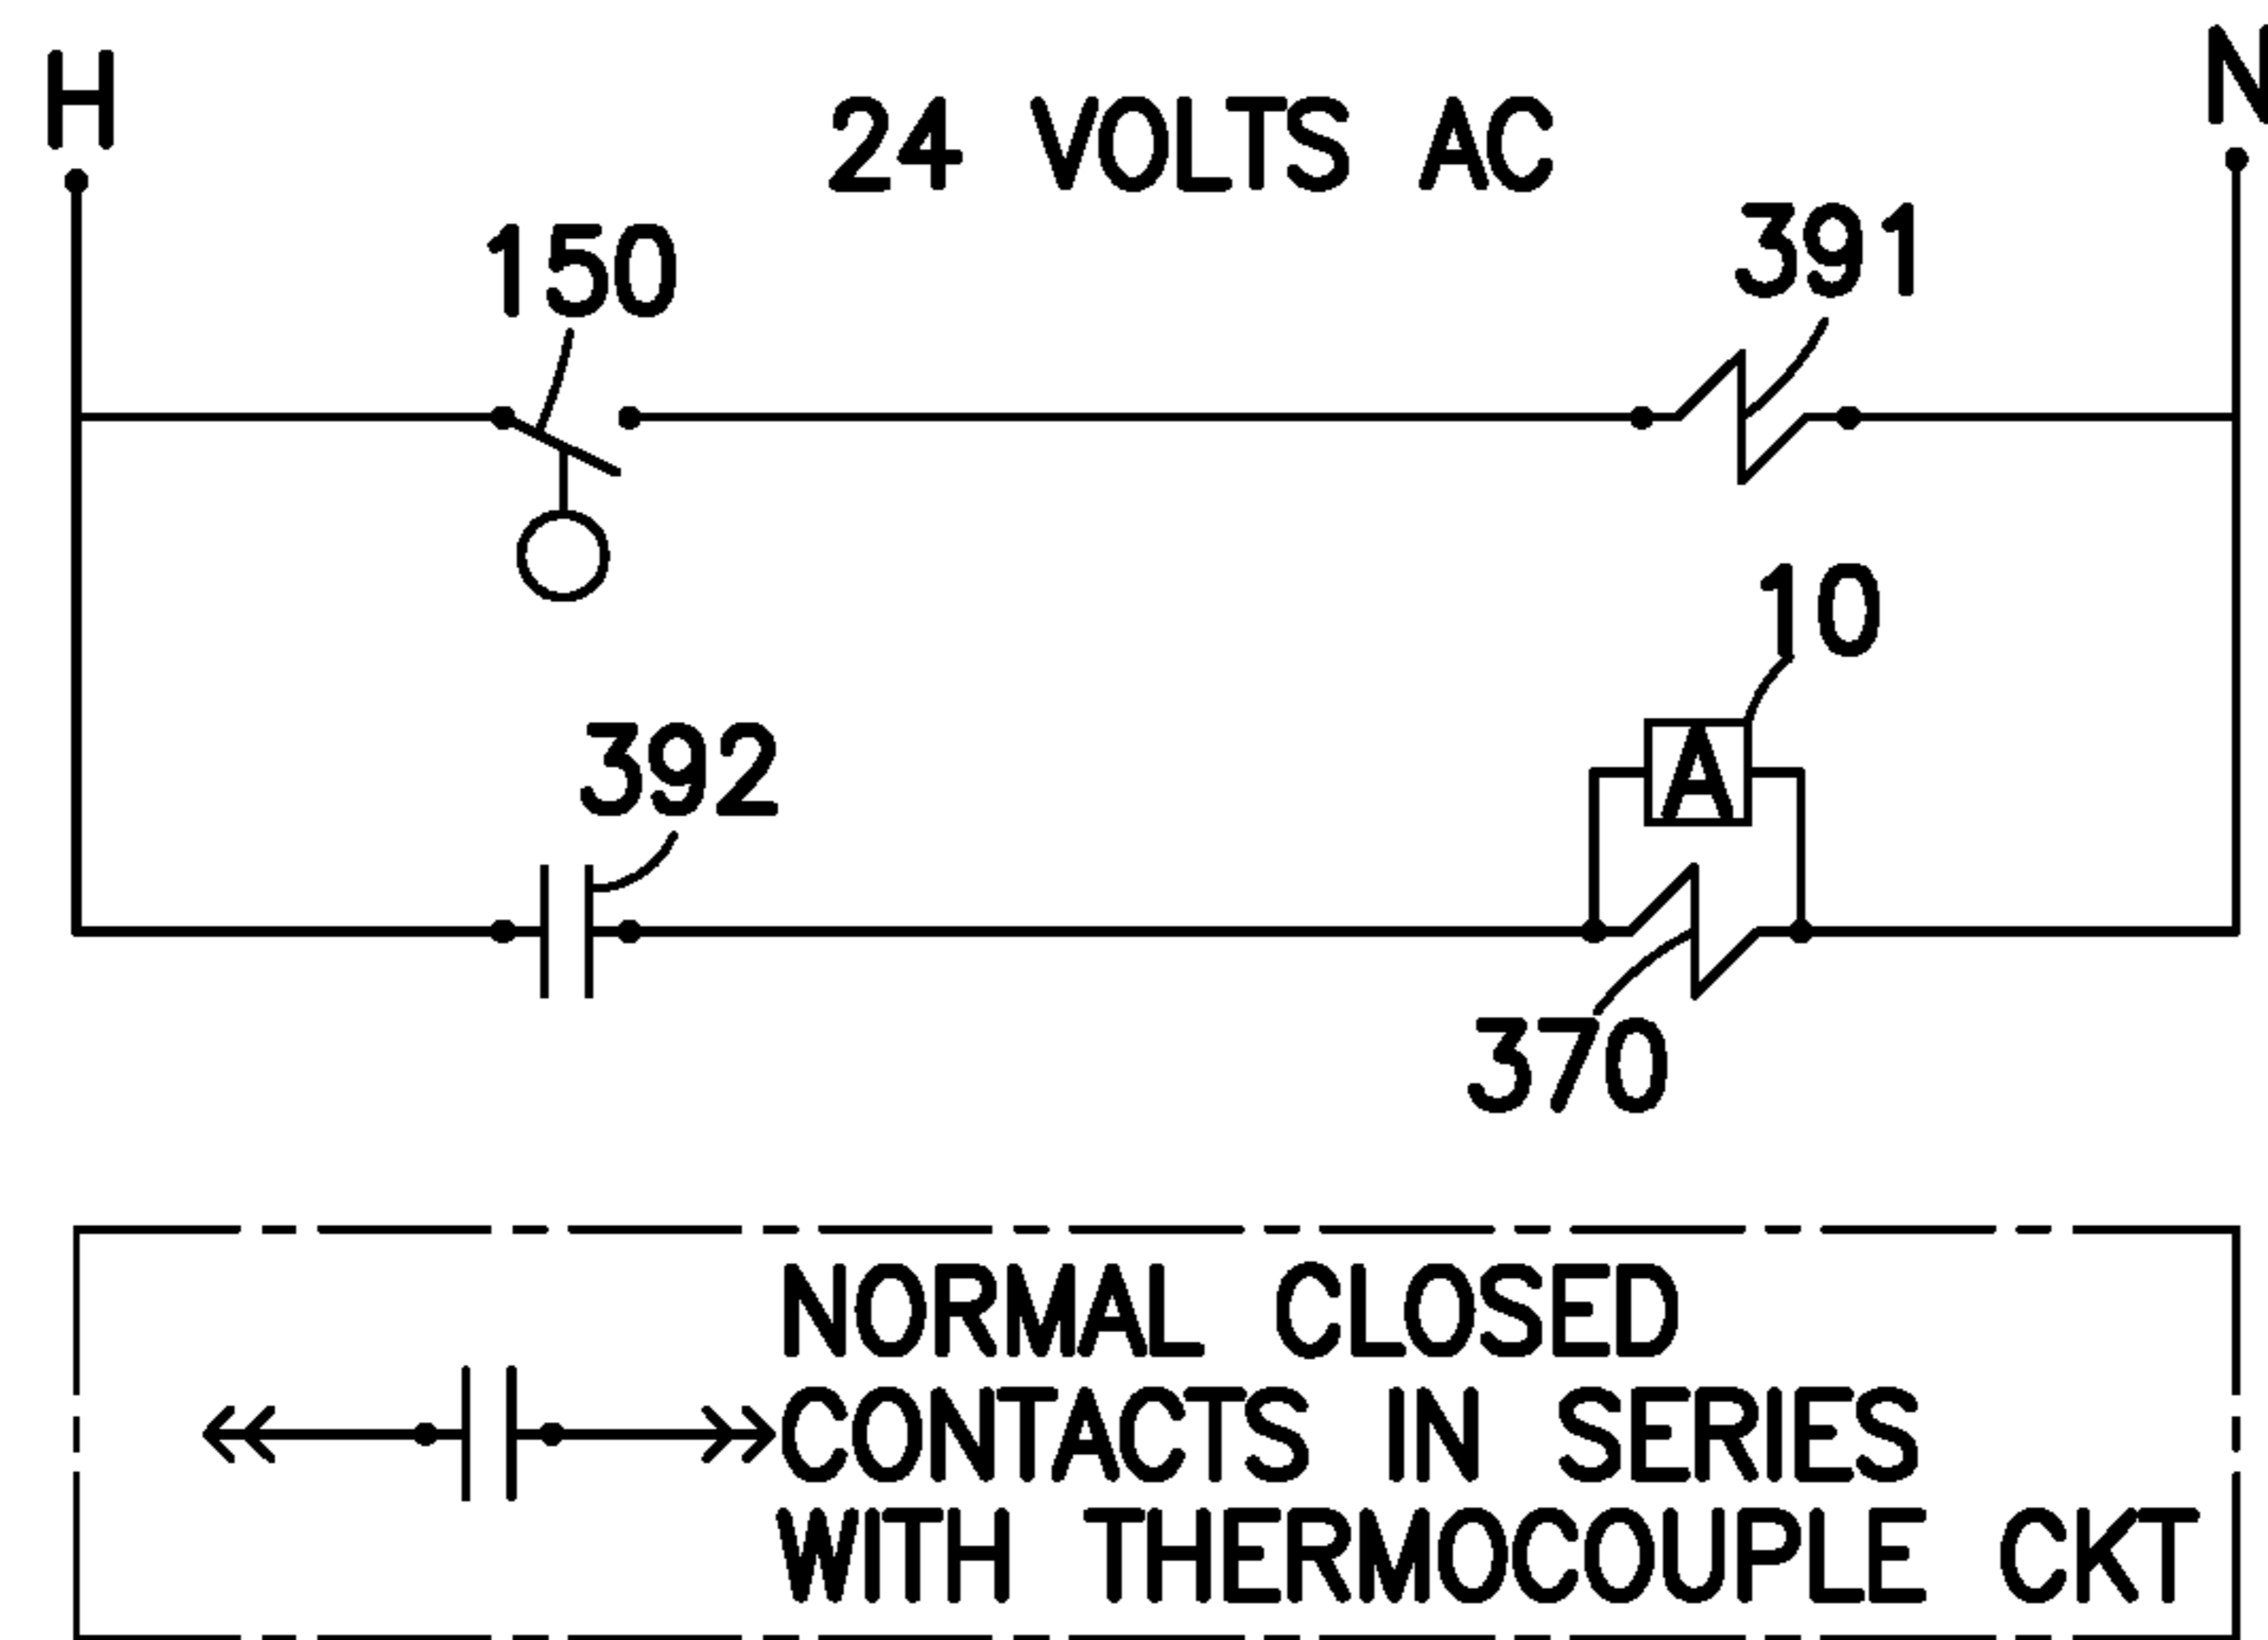 H
N
24 VOLTS AC
150
391
10
A
392
370
NORMAL CLOSED
CONTACTS IN SERIES
WITH THERMOCOUPLE CKT